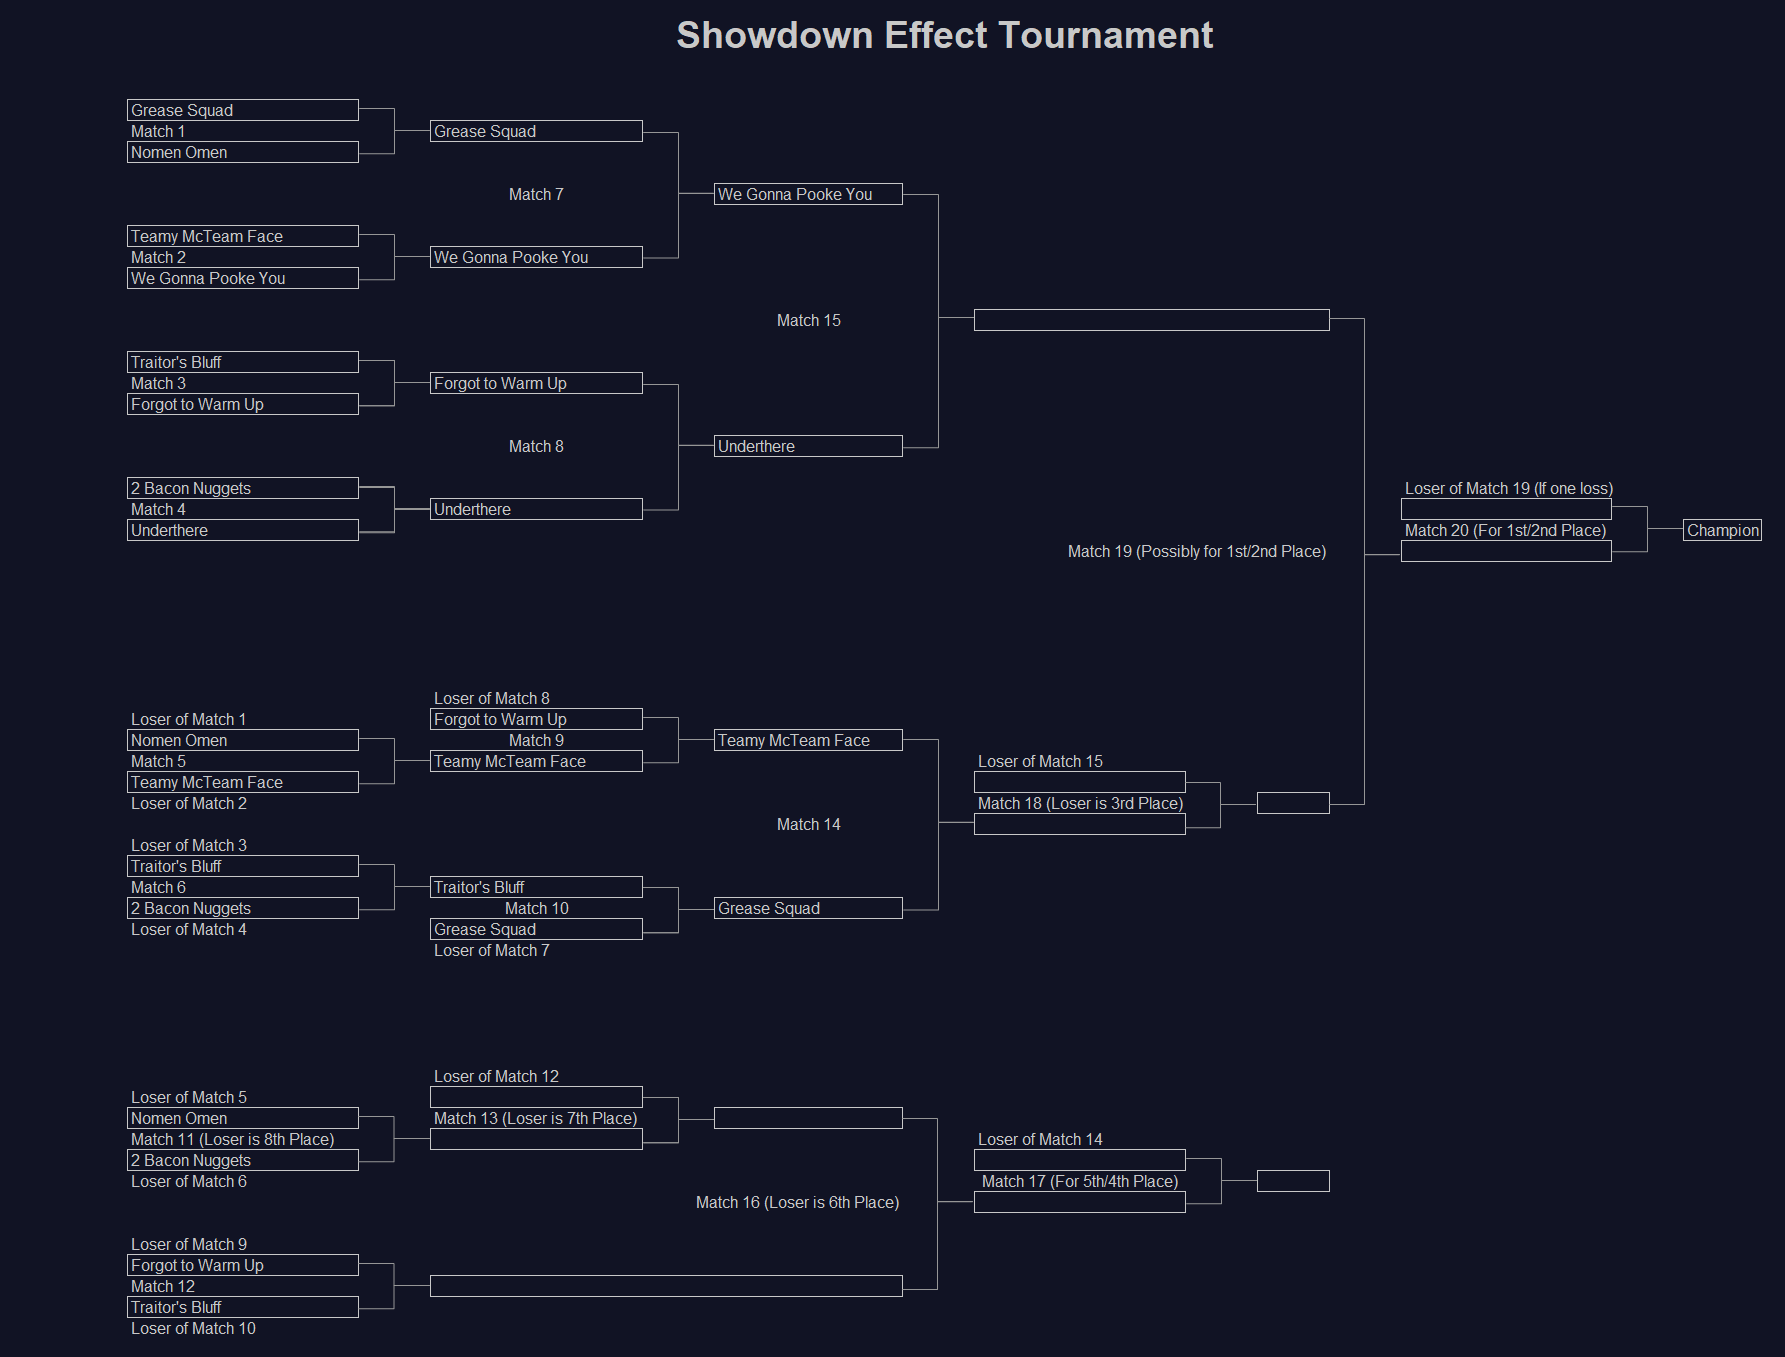 Showdown Effect Tournament
Grease Squad
Match 1
Nomen Omen
Grease Squad
Match 7
We Gonna Pooke You
Teamy McTeam Face
Match 2
We Gonna Pooke You
We Gonna Pooke You
Match 15
Traitor's Bluff
Match 3
Forgot to Warm Up
Forgot to Warm Up
Match 8
Underthere
2 Bacon Nuggets
Match 4
Underthere
Underthere
Match 19 (Possibly for 1st/2nd Place)
Loser of Match 19 (If one loss)
Match 20 (For 1st/2nd Place)
Champion
Loser of Match 1
Nomen Omen
Match 5
Teamy McTeam Face
Loser of Match 2
Loser of Match 8
Forgot to Warm Up
Match 9
Teamy McTeam Face
Teamy McTeam Face
Match 14
Loser of Match 15
Match 18 (Loser is 3rd Place)
Loser of Match 3
Traitor's Bluff
Match 6
2 Bacon Nuggets
Loser of Match 4
Traitor's Bluff
Match 10
Grease Squad
Loser of Match 7
Grease Squad
Loser of Match 5
Nomen Omen
Match 11 (Loser is 8th Place)
2 Bacon Nuggets
Loser of Match 6
Loser of Match 12
Match 13 (Loser is 7th Place)
Match 16 (Loser is 6th Place)
Loser of Match 14
Match 17 (For 5th/4th Place)
Loser of Match 9
Forgot to Warm Up
Match 12
Traitor's Bluff
Loser of Match 10